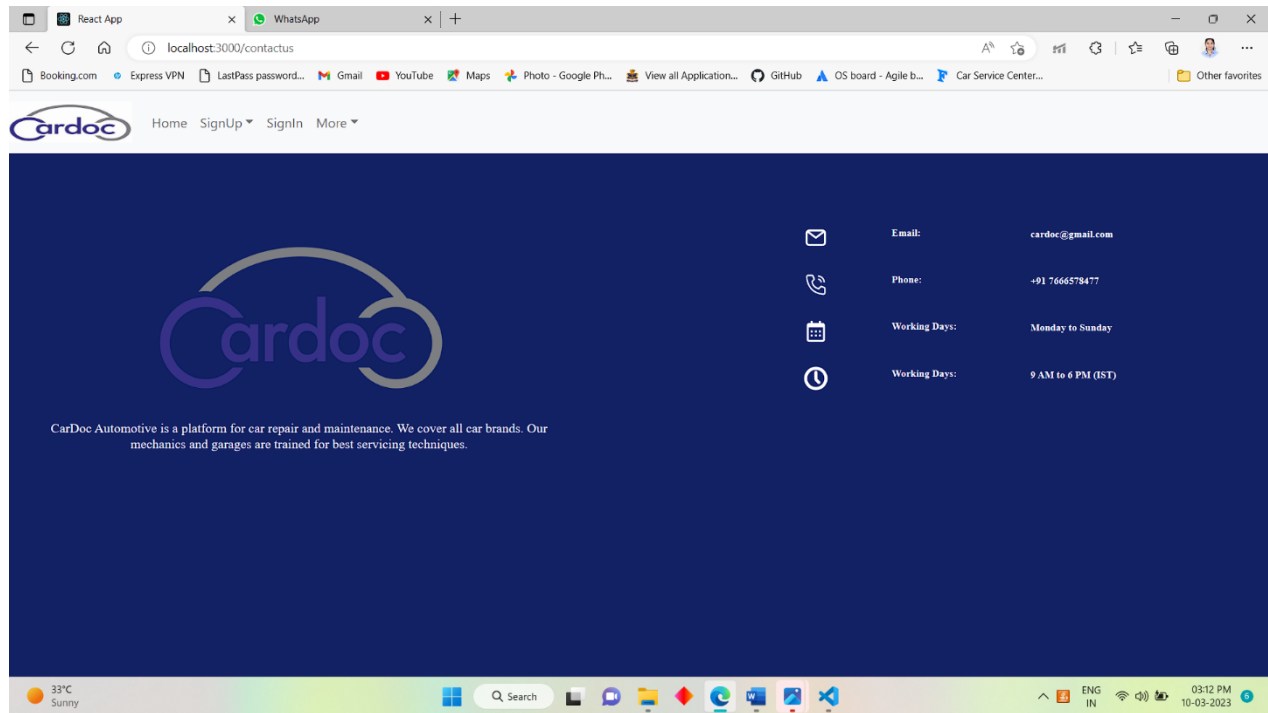 React App
WhatsApp
localhost:3000/contactus
Booking.com Express VPN LastPass password... Gmail YouTube Maps Photo - Google Ph... View all Application... GitHub OS board - Agile b... Car Service Center... Other favorites
Cardoc Home SignUp SignIn More
Email: cardoc@gmail.com
Phone: +91 7666578477
Working Days: Monday to Sunday
Working Days: 9 AM to 6 PM (IST)
Cardoc
CarDoc Automotive is a platform for car repair and maintenance. We cover all car brands. Our
mechanics and garages are trained for best servicing techniques.
33°C
Sunny
Search
ENG
IN
03:12 PM
10-03-2023
6